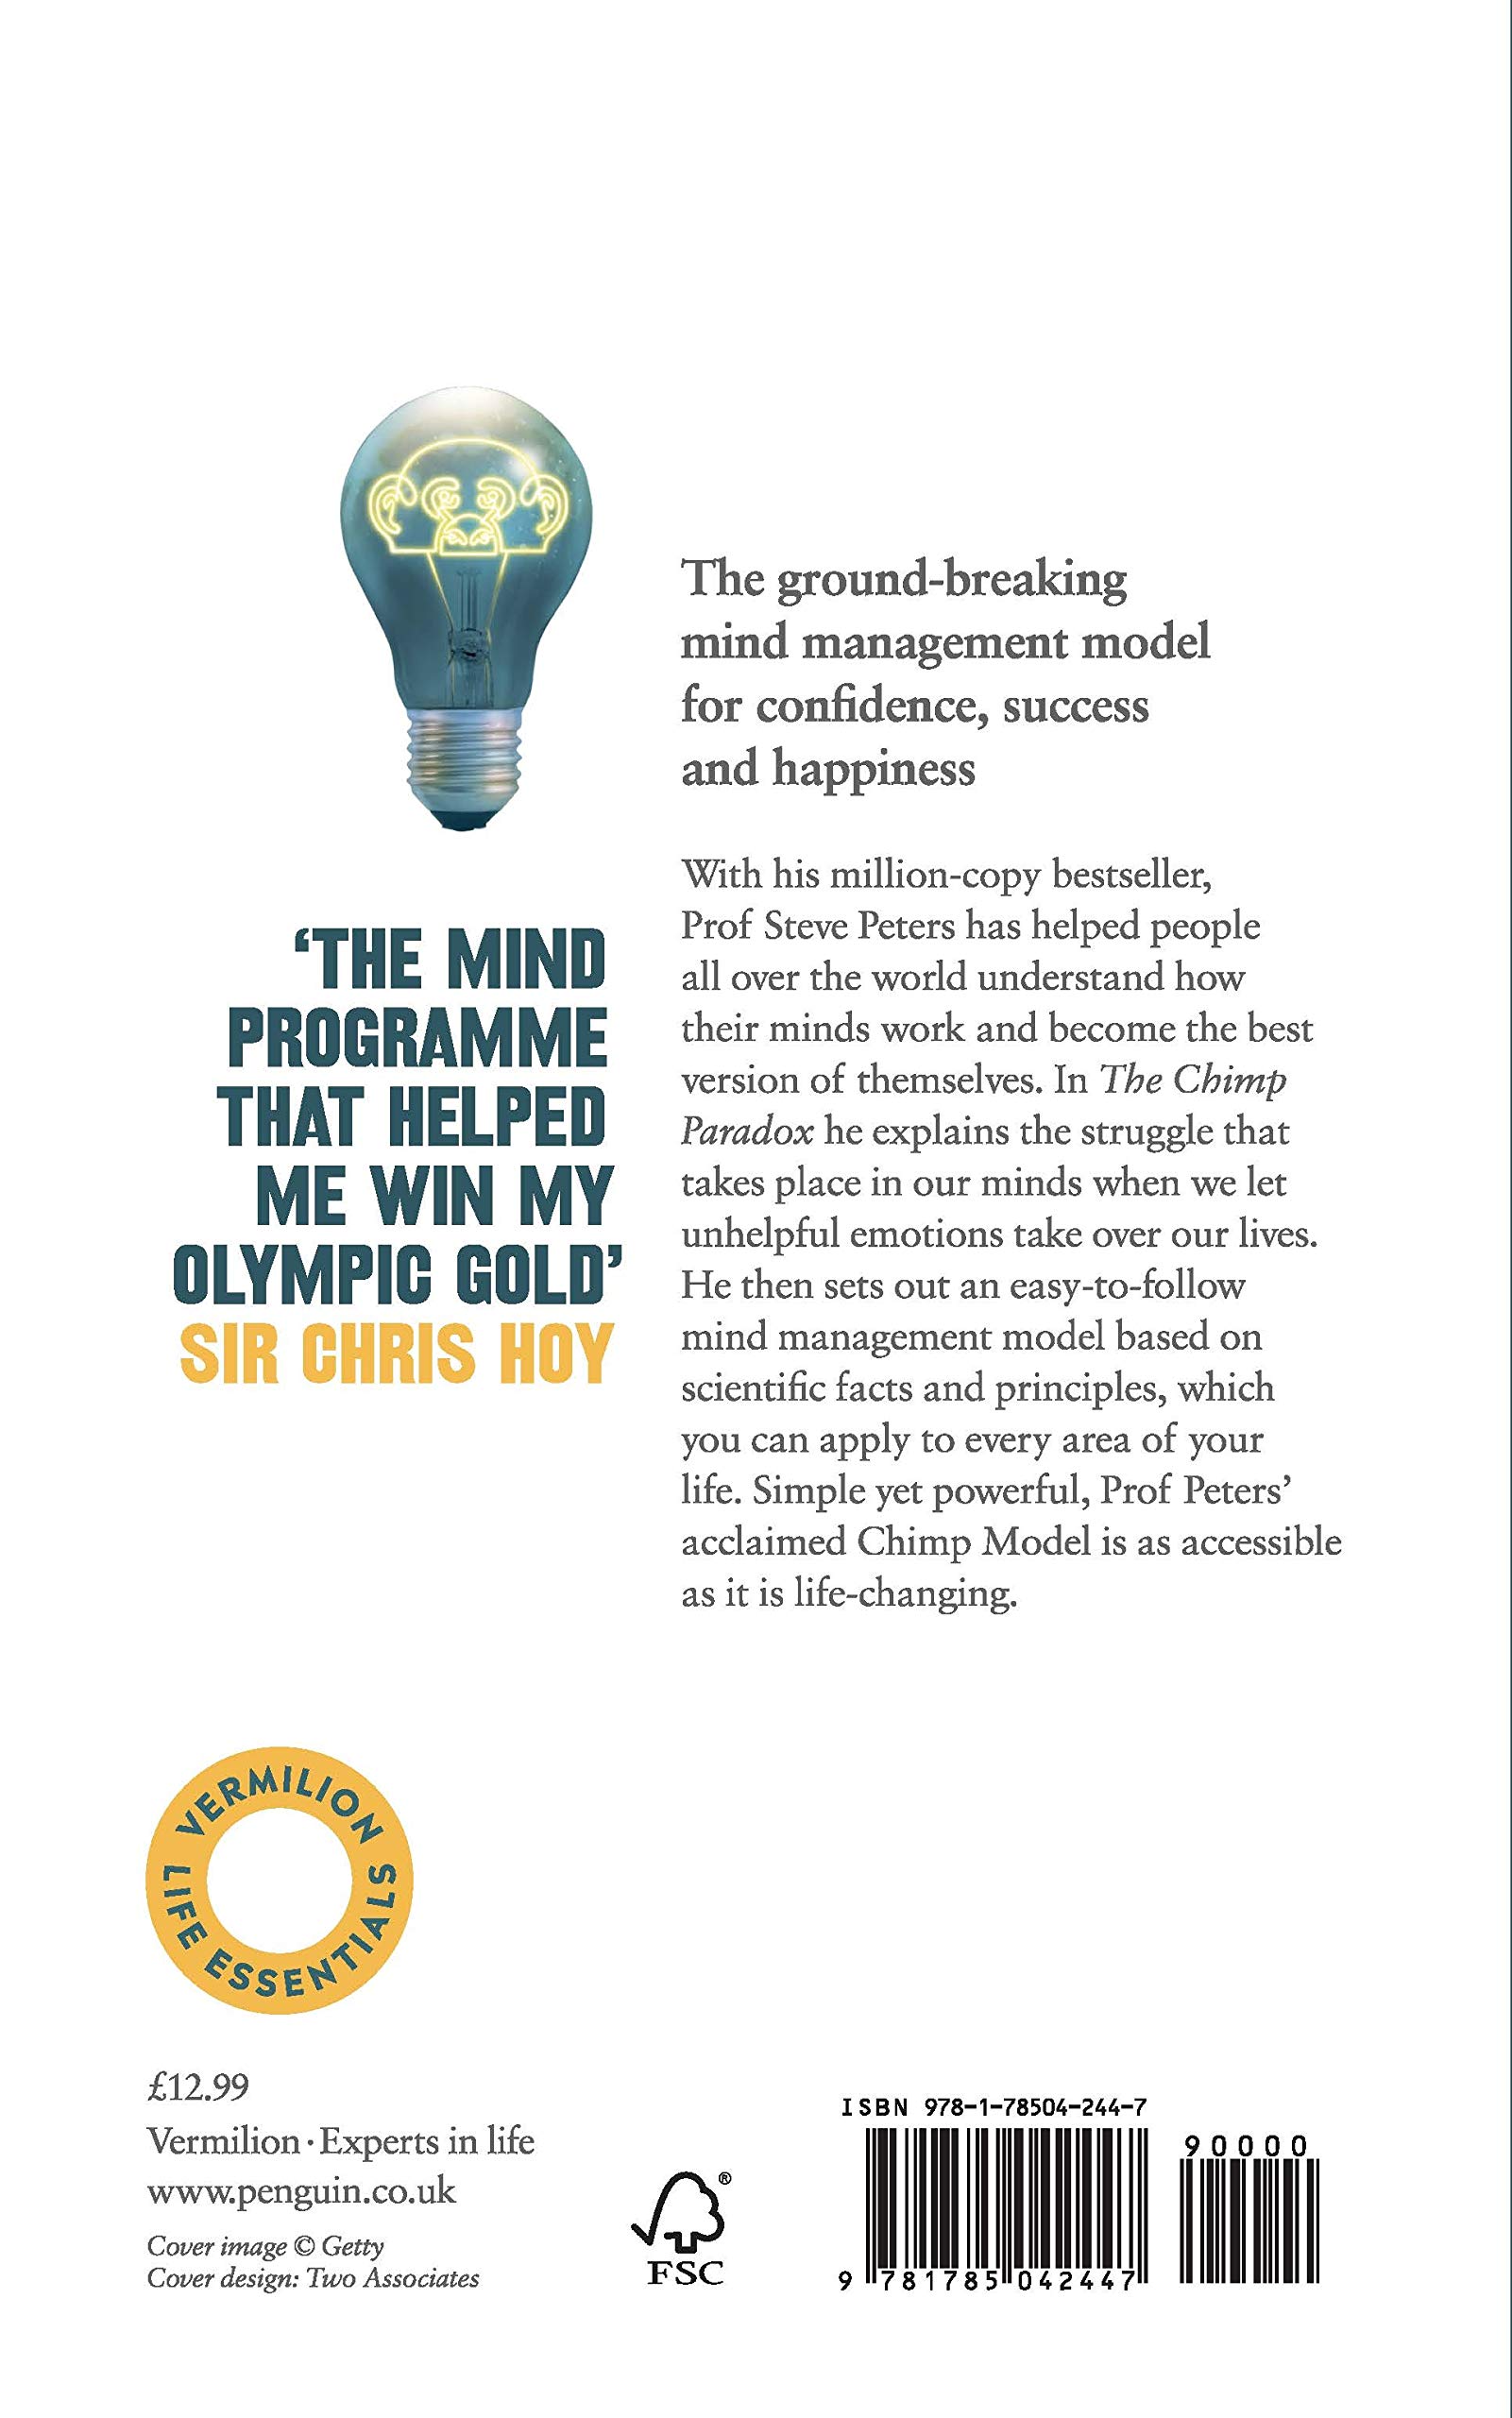 The ground-breaking
mind management model
for confidence, success
and happiness
With his million-copy bestseller,
Prof Steve Peters has helped people
all over the world understand how
their minds work and become the best
version of themselves. In The Chimp
Paradox he explains the struggle that
takes place in our minds when we let
unhelpful emotions take over our lives.
He then sets out an easy-to-follow
mind management model based on
scientific facts and principles, which
you can apply to every area of your
life. Simple yet powerful, Prof Peters’
acclaimed Chimp Model is as accessible
as it is life-changing.
‘THE MIND
PROGRAMME
THAT HELPED
ME WIN MY
OLYMPIC GOLD’
SIR CHRIS HOY
VERMILION
LIFE ESSENTIALS
£12.99
Vermilion · Experts in life
www.penguin.co.uk
Cover image © Getty
Cover design: Two Associates
®
FSC
ISBN 978-1-78504-244-7
90000
9 781785 042447